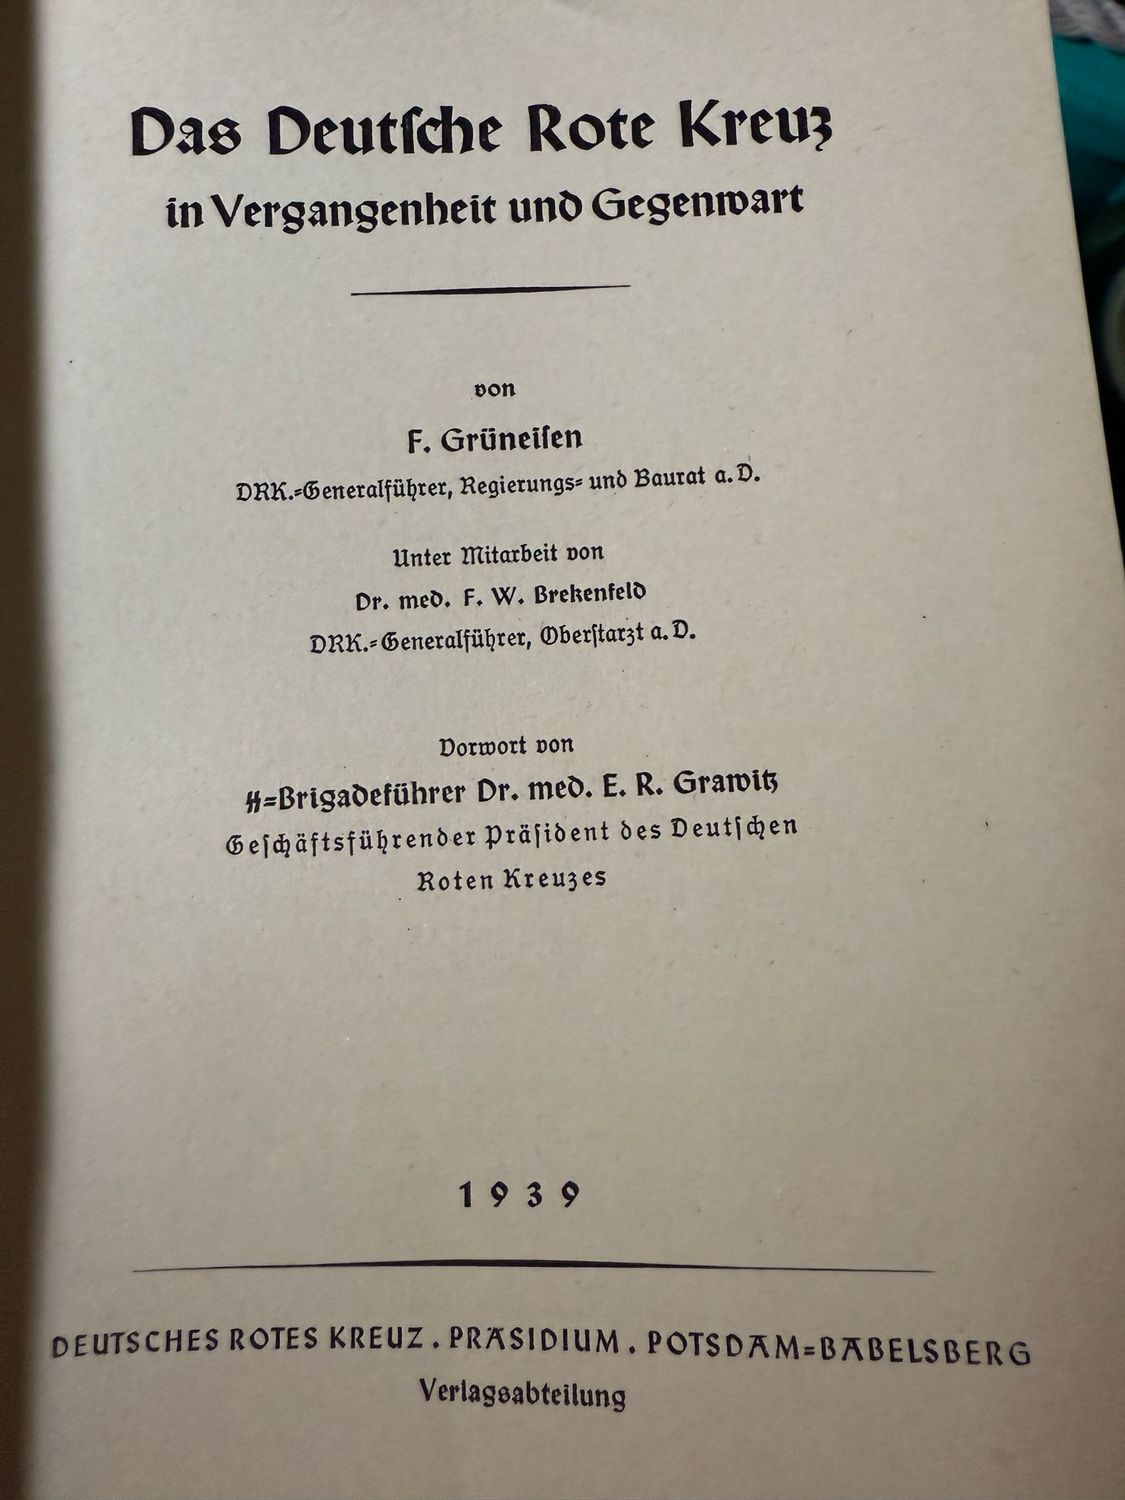 Das Deutſche Rote Kreuz
in Vergangenheit und Gegenwart
von
F. Grüneiſen
DRK.=Generalführer, Regierungs= und Baurat a. D.
Unter Mitarbeit von
Dr. med. F. W. Brekenfeld
DRK.=Generalführer, Oberſtarzt a. D.
Vorwort von
SS=Brigadeführer Dr. med. E. R. Grawitz
Geſchäftsführender Präſident des Deutſchen
Roten Kreuzes
1939
DEUTSCHES ROTES KREUZ . PRÄSIDIUM . POTSDAM=BABELSBERG
Verlagsabteilung